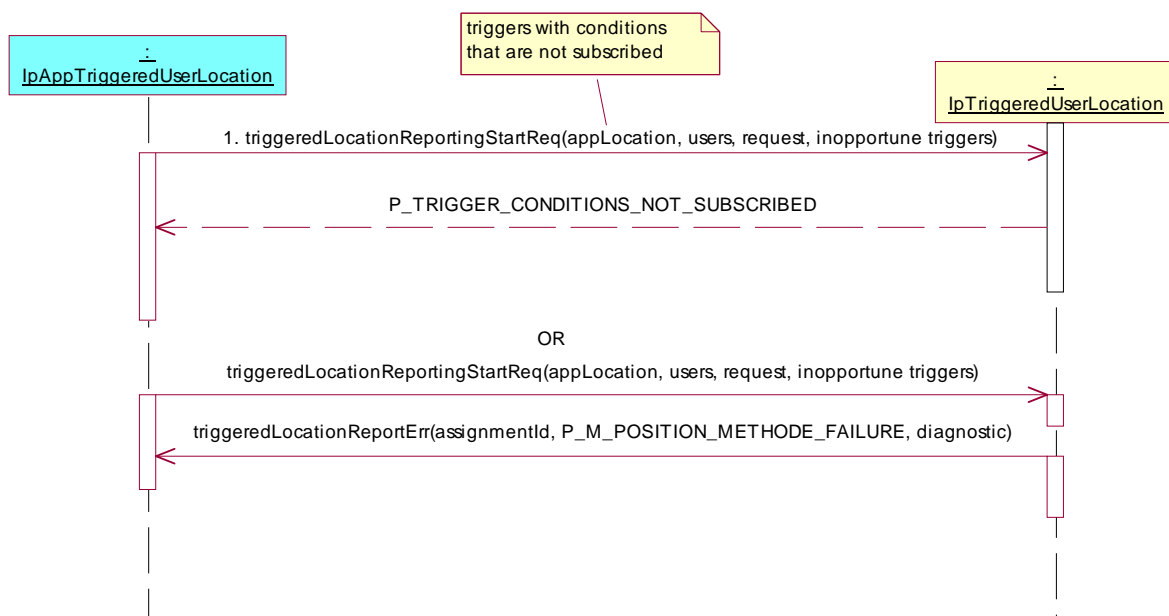 triggers with conditions
that are not subscribed
:
IpAppTriggeredUserLocation
:
IpTriggeredUserLocation
1. triggeredLocationReportingStartReq(appLocation, users, request, inopportune triggers)
P_TRIGGER_CONDITIONS_NOT_SUBSCRIBED
OR
triggeredLocationReportingStartReq(appLocation, users, request, inopportune triggers)
triggeredLocationReportErr(assignmentId, P_M_POSITION_METHODE_FAILURE, diagnostic)